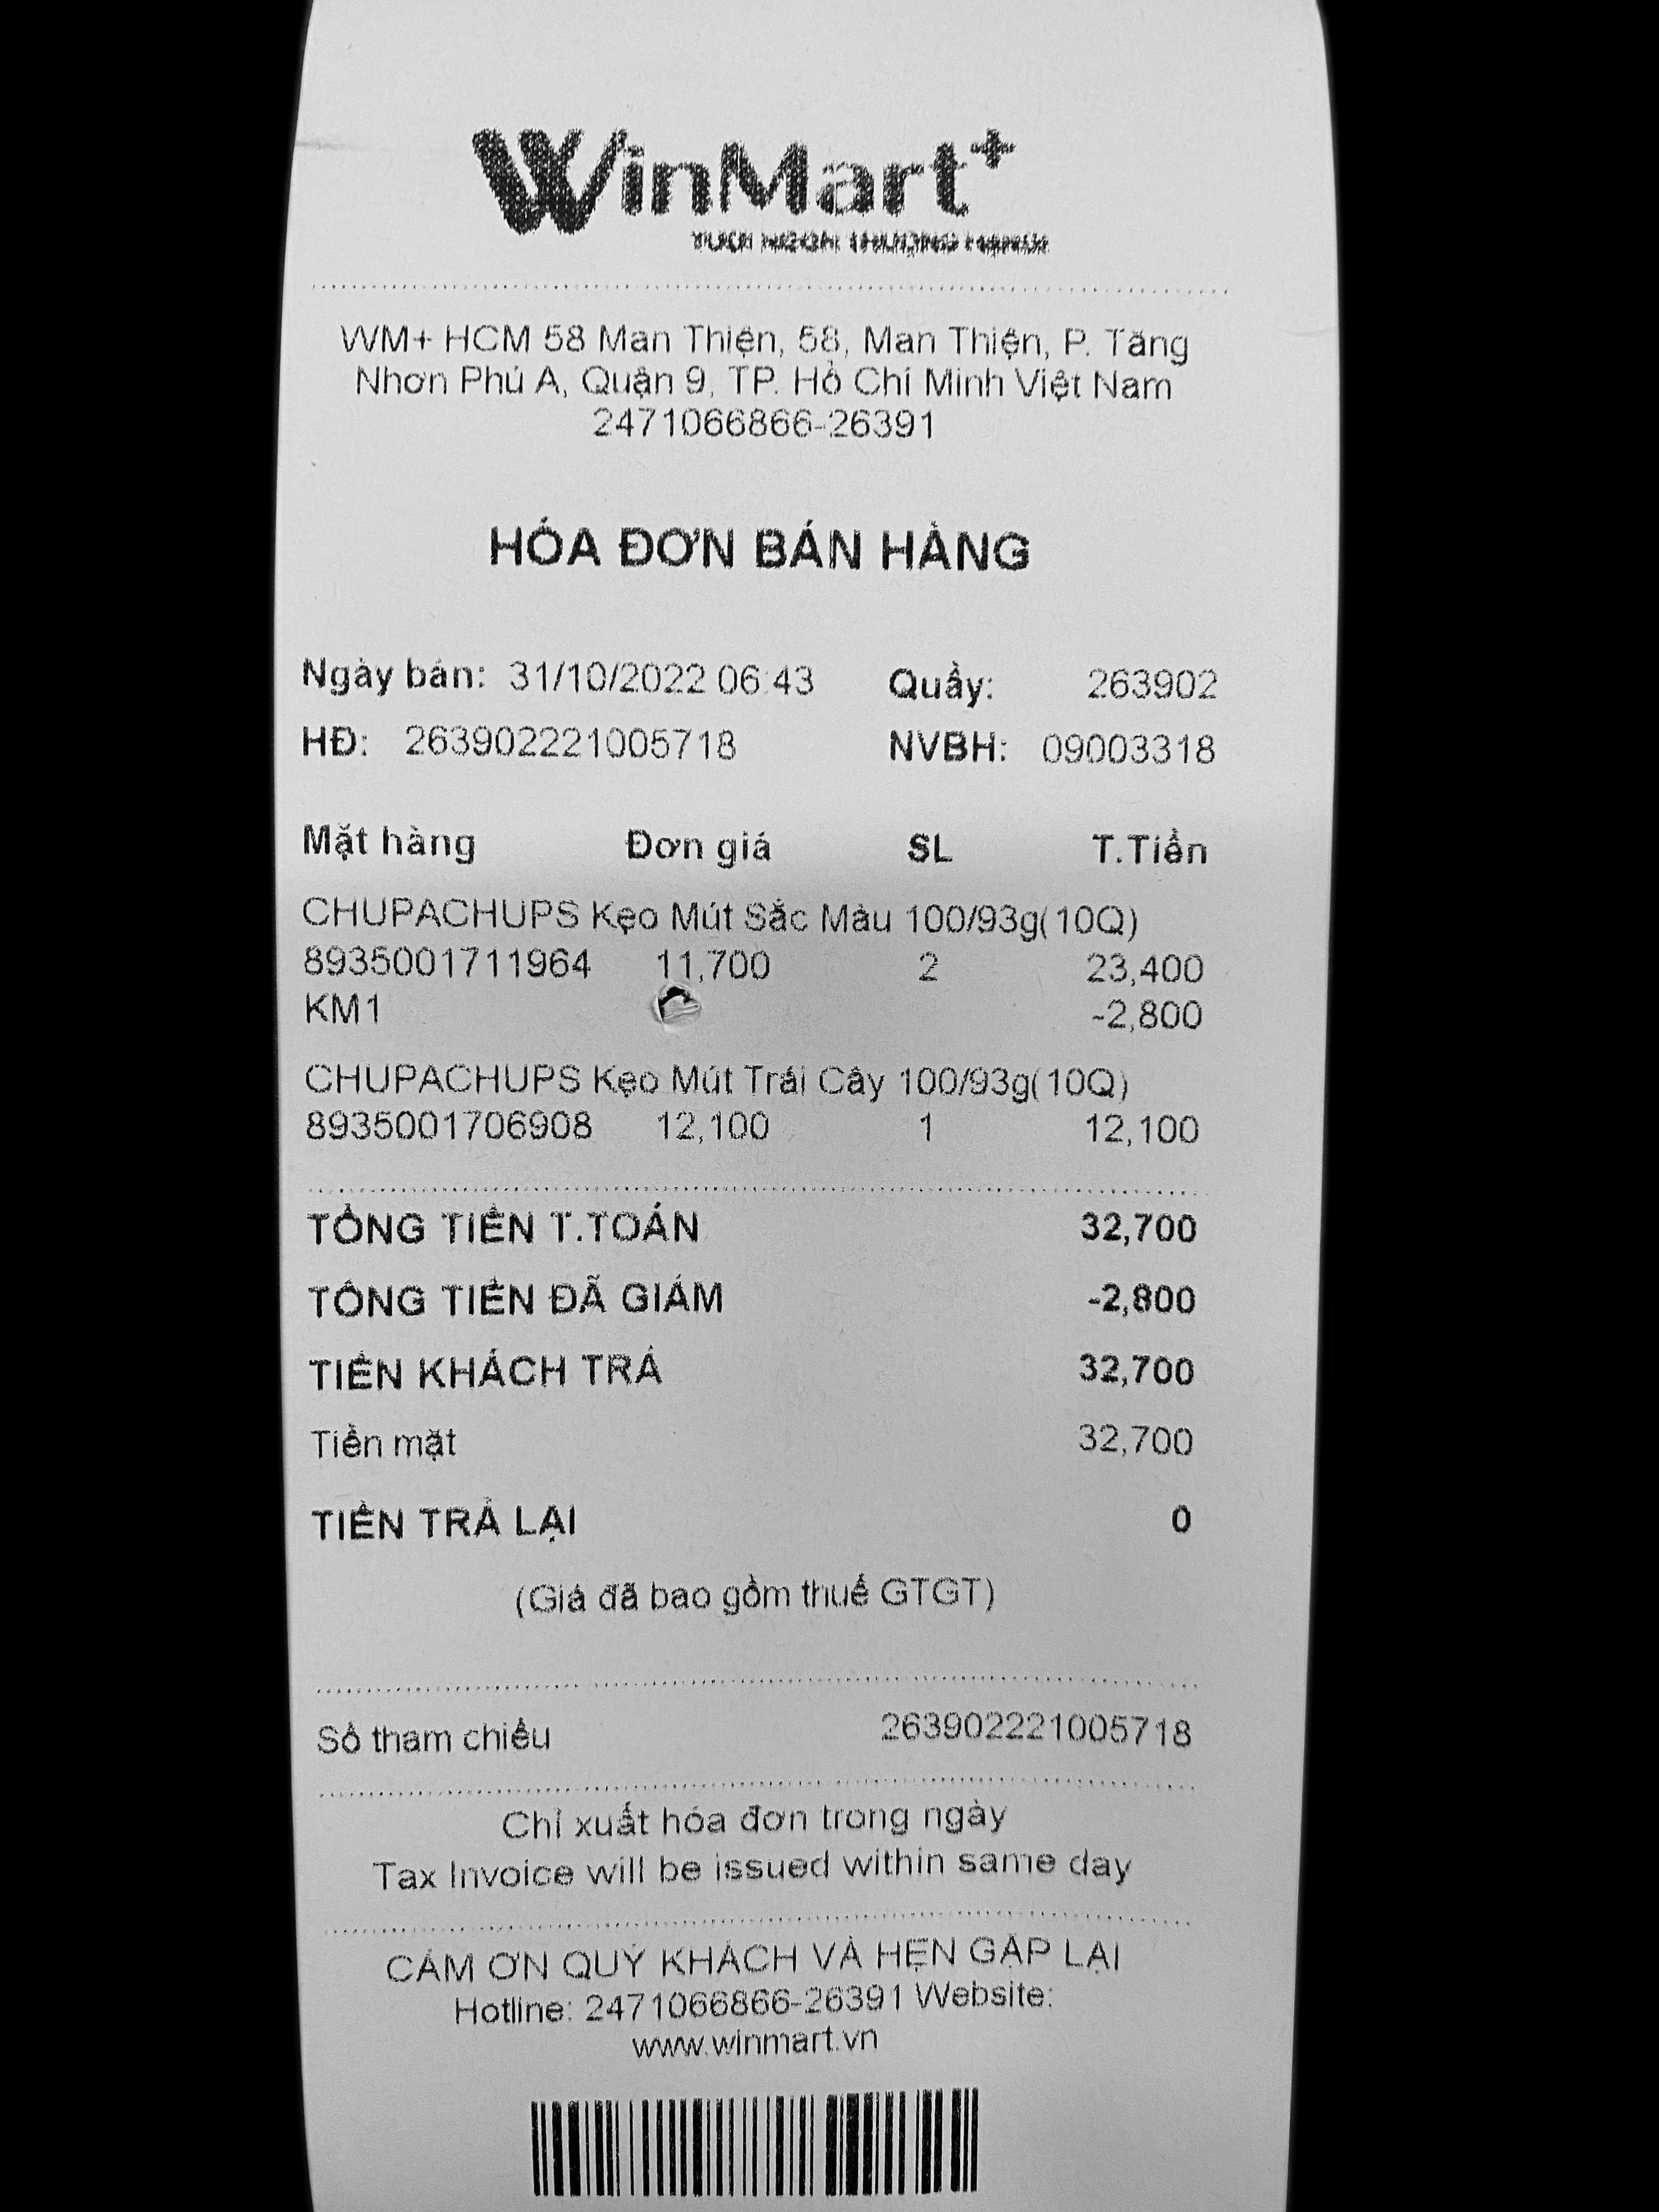 WinMart+
WM+ HCM 58 Man Thiện, 58, Man Thiện, P. Tăng
Nhơn Phú A, Quận 9, TP. Hồ Chí Minh Việt Nam
2471066866-26391
HÓA ĐƠN BÁN HÀNG
Ngày bán: 31/10/2022 06:43 Quầy: 263902
HĐ: 263902221005718 NVBH: 09003318
Mặt hàng Đơn giá SL T.Tiền
CHUPACHUPS Kẹo Mút Sắc Màu 100/93g(10Q)
8935001711964 11,700 2 23,400
KM1 -2,800
CHUPACHUPS Kẹo Mút Trái Cây 100/93g(10Q)
8935001706908 12,100 1 12,100
TỔNG TIỀN T.TOÁN 32,700
TỔNG TIỀN ĐÃ GIẢM -2,800
TIỀN KHÁCH TRẢ 32,700
Tiền mặt 32,700
TIỀN TRẢ LẠI 0
(Giá đã bao gồm thuế GTGT)
Số tham chiếu 263902221005718
Chỉ xuất hóa đơn trong ngày
Tax Invoice will be issued within same day
CẢM ƠN QUÝ KHÁCH VÀ HẸN GẶP LẠI
Hotline: 2471066866-26391 Website:
www.winmart.vn